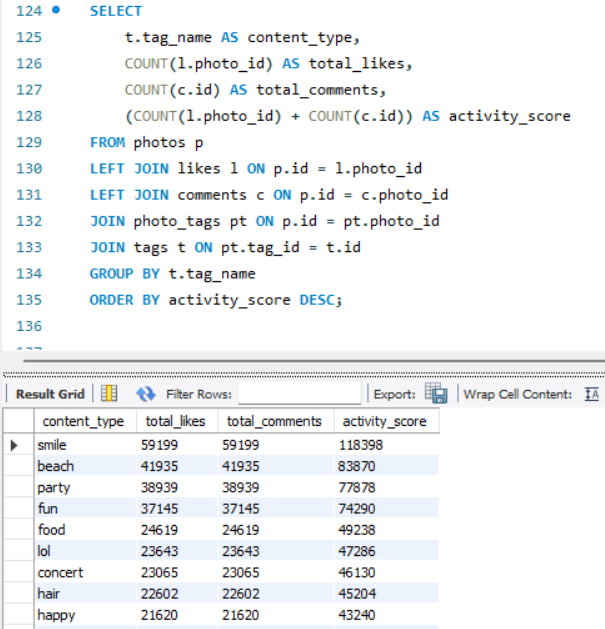 124 SELECT
125 t.tag_name AS content_type,
126 COUNT(l.photo_id) AS total_likes,
127 COUNT(c.id) AS total_comments,
128 (COUNT(l.photo_id) + COUNT(c.id)) AS activity_score
129 FROM photos p
130 LEFT JOIN likes l ON p.id = l.photo_id
131 LEFT JOIN comments c ON p.id = c.photo_id
132 JOIN photo_tags pt ON p.id = pt.photo_id
133 JOIN tags t ON pt.tag_id = t.id
134 GROUP BY t.tag_name
135 ORDER BY activity_score DESC;
136
Result Grid Filter Rows: Export: Wrap Cell Content:
content_type total_likes total_comments activity_score
smile 59199 59199 118398
beach 41935 41935 83870
party 38939 38939 77878
fun 37145 37145 74290
food 24619 24619 49238
lol 23643 23643 47286
concert 23065 23065 46130
hair 22602 22602 45204
happy 21620 21620 43240